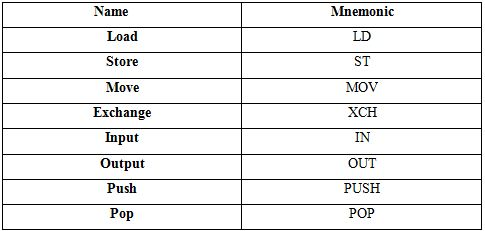 Name Mnemonic
Load LD
Store ST
Move MOV
Exchange XCH
Input IN
Output OUT
Push PUSH
Pop POP